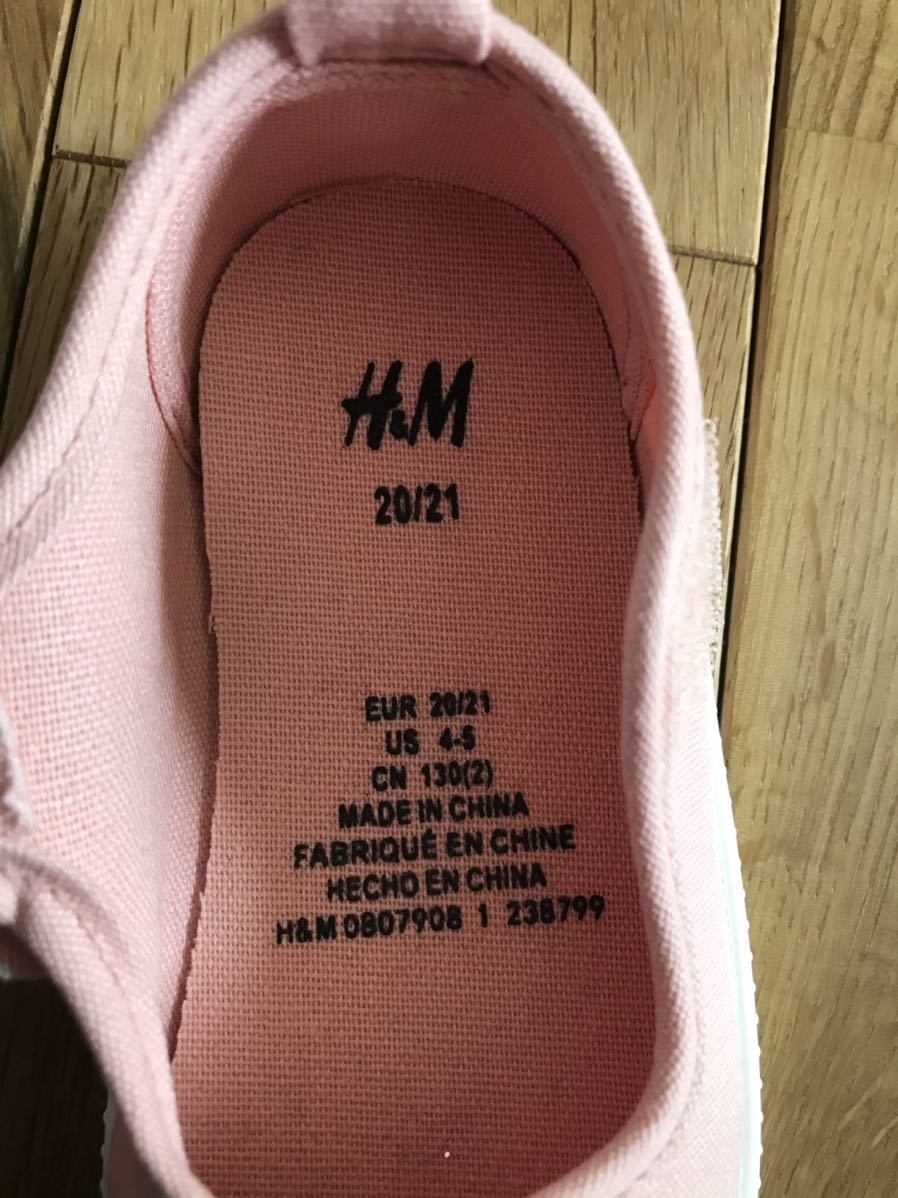 H&M
20/21
EUR 20/21
US 4-5
CN 130(2)
MADE IN CHINA
FABRIQUÉ EN CHINE
HECHO EN CHINA
H&M 0807908 1 238799